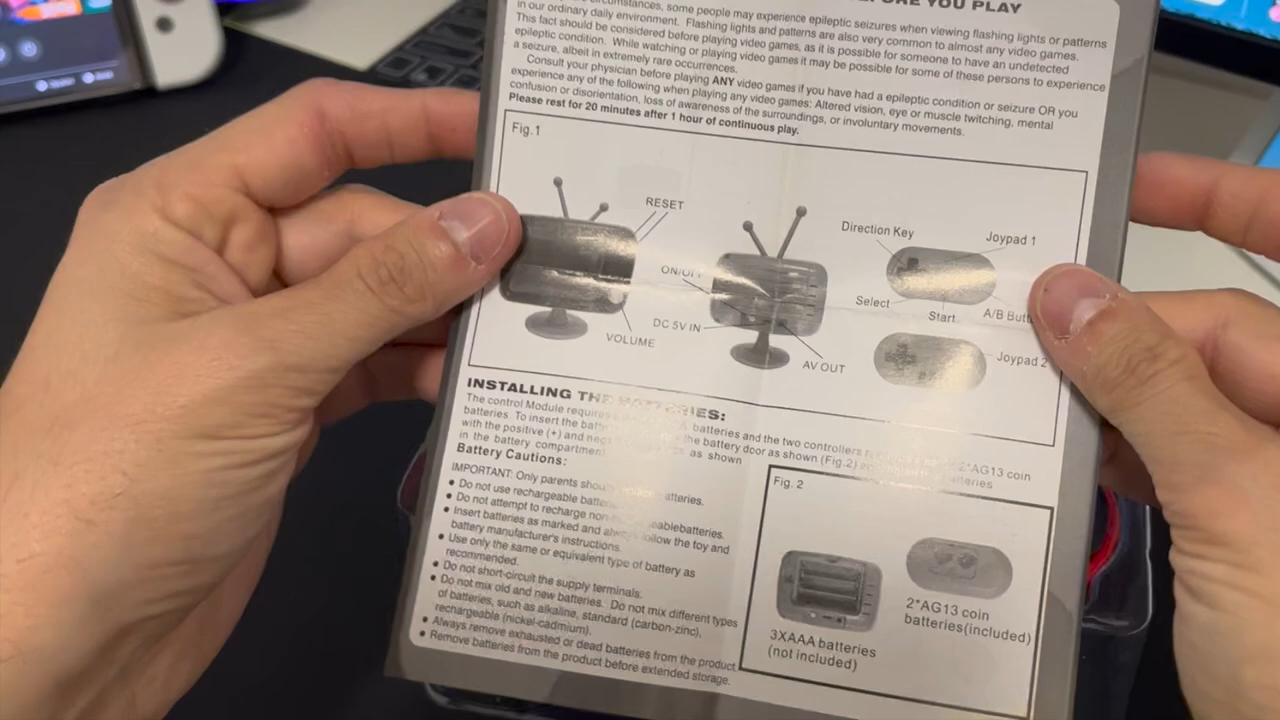 YOU PLAY
circumstances, some people may experience epileptic seizures when viewing flashing lights or patterns
in our ordinary daily environment. Flashing lights and patterns are also very common to almost any video games.
This fact should be considered before playing video games, as it is possible for someone to have an undetected
epileptic condition. While watching or playing video games it may be possible for some of these persons to experience
a seizure, albeit in extremely rare occurrences.
Consult your physician before playing ANY video games if you have had a epileptic condition or seizure OR you
experience any of the following when playing any video games: Altered vision, eye or muscle twitching, mental
confusion or disorientation, loss of awareness of the surroundings, or involuntary movements.
Please rest for 20 minutes after 1 hour of continuous play.
Fig.1
RESET
VOLUME
ON/OFF
DC 5V IN
AV OUT
Direction Key
Joypad 1
Select
Start
A/B
Joypad 2
INSTALLING THE BATTERIES:
The control Module requires batteries and the two controllers 2*AG13 coin
batteries. To insert the the battery door as shown (Fig.2)
with the positive (+) and as shown
in the battery compartment
Battery Cautions:
IMPORTANT: Only parents batteries.
• Do not use rechargeable
• Do not attempt to recharge batteries.
• Insert batteries as marked and always follow the toy and
battery manufacturer's instructions.
• Use only the same or equivalent type of battery as
recommended.
• Do not short-circuit the supply terminals.
• Do not mix old and new batteries. Do not mix different types
of batteries, such as alkaline, standard (carbon-zinc),
rechargeable (nickel-cadmium).
• Always remove exhausted or dead batteries from the product
• Remove batteries from the product before extended storage.
Fig. 2
3XAAA batteries
(not included)
2*AG13 coin
batteries(included)